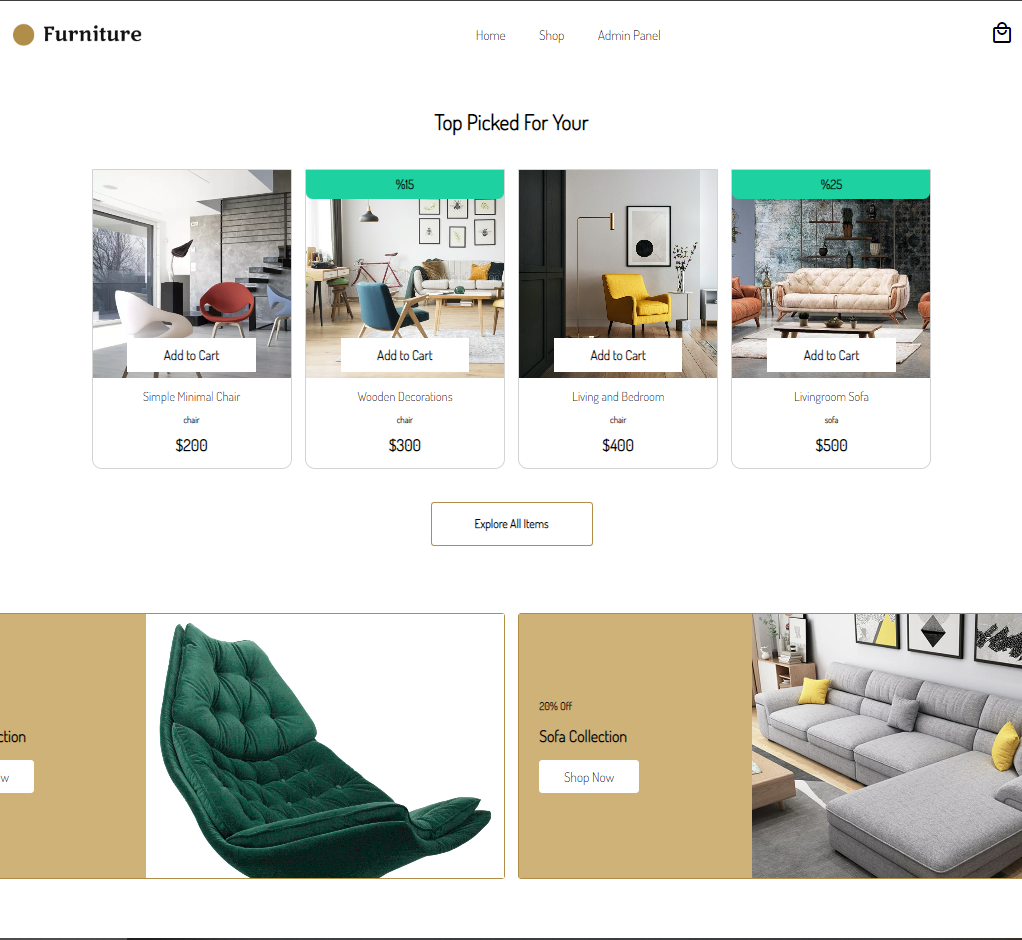 Furniture
Home
Shop
Admin Panel
Top Picked For Your
%15
%25
Add to Cart
Add to Cart
Add to Cart
Add to Cart
Simple Minimal Chair
Wooden Decorations
Living and Bedroom
Livingroom Sofa
chair
chair
chair
sofa
$200
$300
$400
$500
Explore All Items
20% Off
ction
Sofa Collection
w
Shop Now